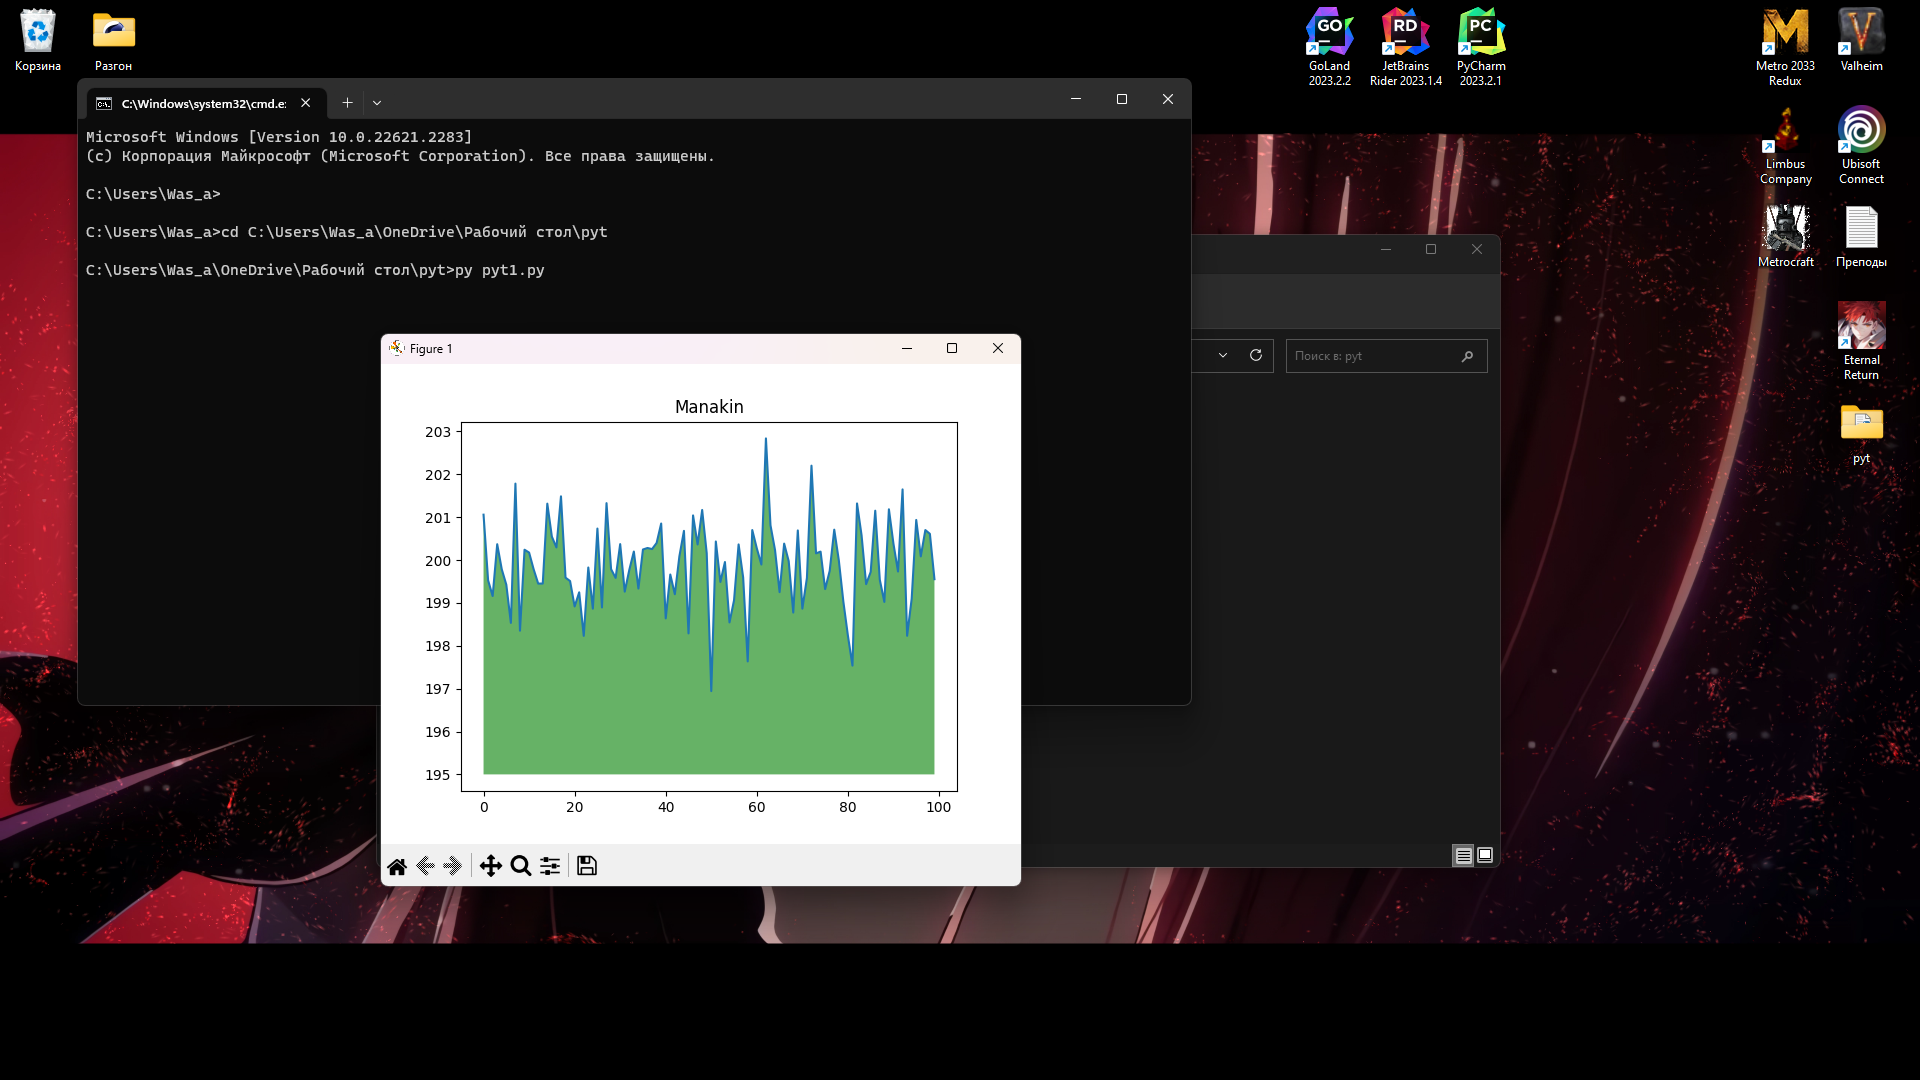 Корзина
Разгон
GO
GoLand
2023.2.2
RD
JetBrains
Rider 2023.1.4
PC
PyCharm
2023.2.1
Metro 2033
Redux
Valheim
Limbus
Company
Ubisoft
Connect
Metrocraft
Преподы
Eternal
Return
pyt
C:\Windows\system32\cmd.e
Microsoft Windows [Version 10.0.22621.2283]
(c) Корпорация Майкрософт (Microsoft Corporation). Все права защищены.
C:\Users\Was_a>
C:\Users\Was_a>cd C:\Users\Was_a\OneDrive\Рабочий стол\pyt
C:\Users\Was_a\OneDrive\Рабочий стол\pyt>py pyt1.py
Поиск в: pyt
Figure 1
Manakin
203
202
201
200
199
198
197
196
195
0 20 40 60 80 100